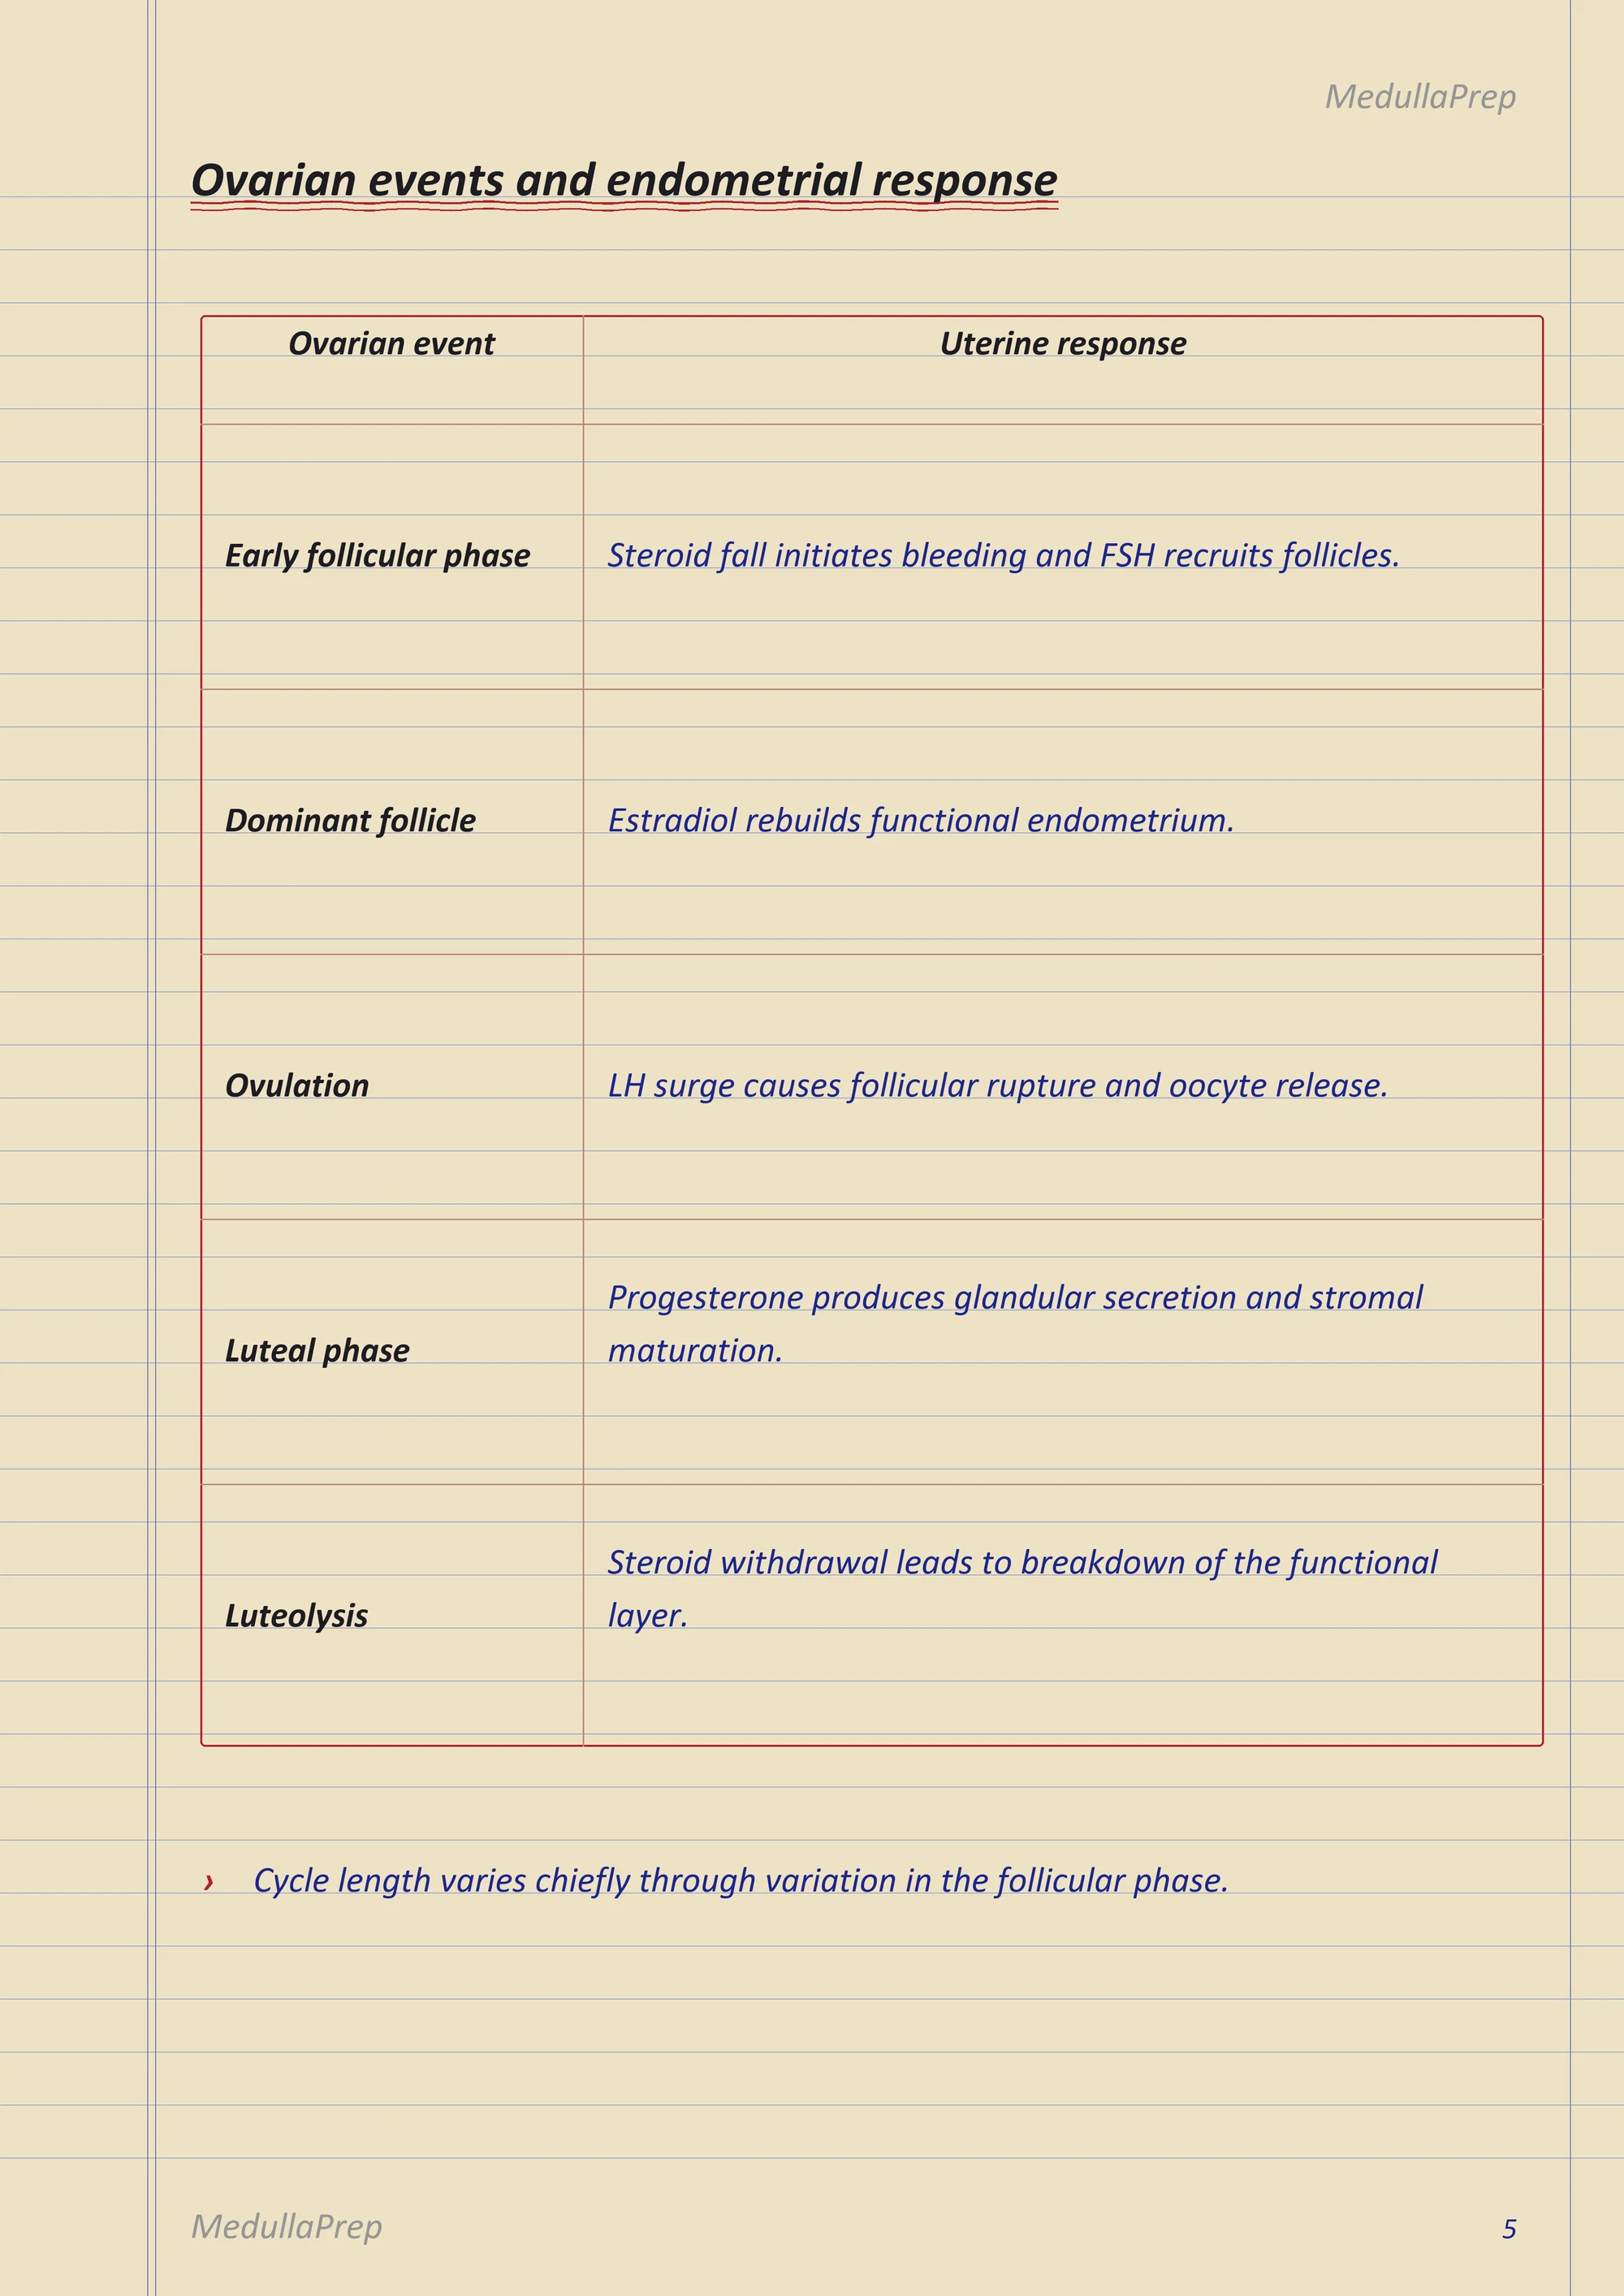 MedullaPrep
Ovarian events and endometrial response
Ovarian event
Uterine response
Early follicular phase
Steroid fall initiates bleeding and FSH recruits follicles.
Dominant follicle
Estradiol rebuilds functional endometrium.
Ovulation
LH surge causes follicular rupture and oocyte release.
Luteal phase
Progesterone produces glandular secretion and stromal
maturation.
Luteolysis
Steroid withdrawal leads to breakdown of the functional
layer.
› Cycle length varies chiefly through variation in the follicular phase.
MedullaPrep
5